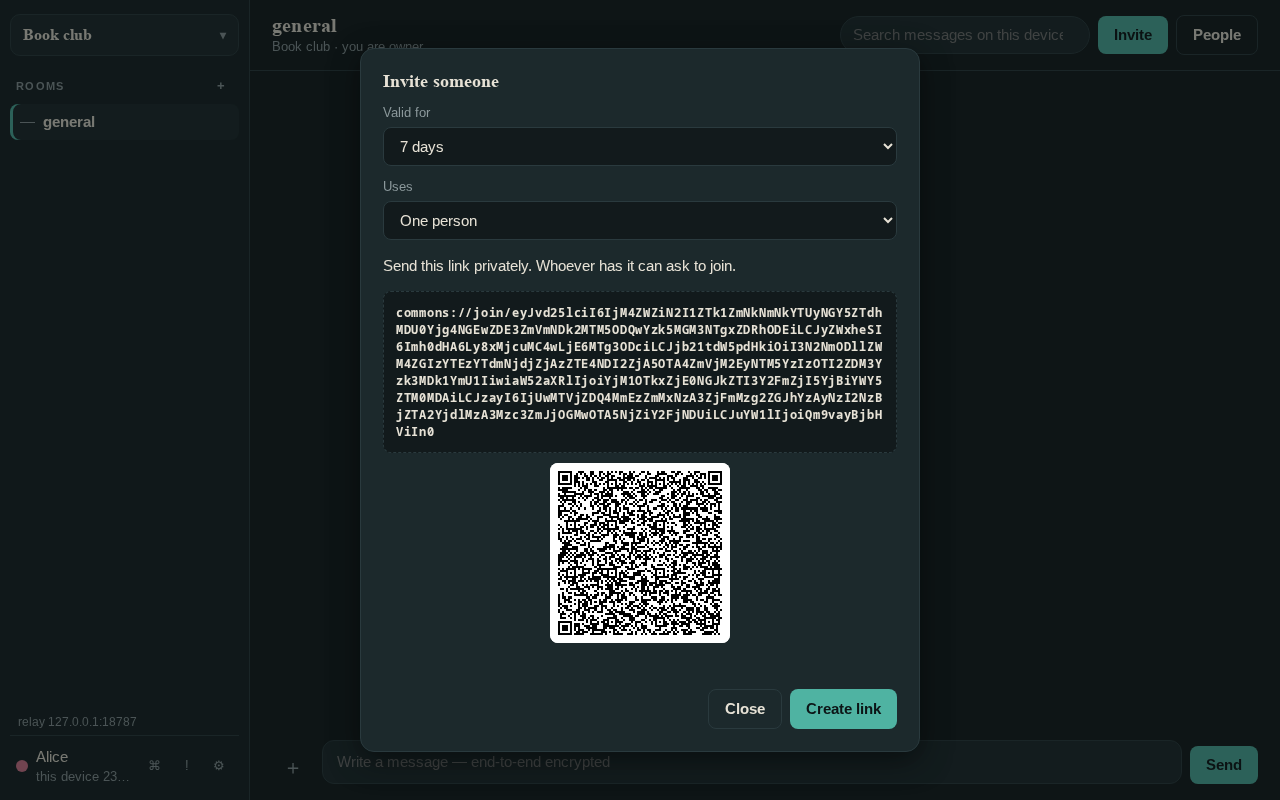 Book club ▾
ROOMS +
— general
relay 127.0.0.1:18787
Alice
this device 23… ⌘ ! ⚙
general
Book club · you are owner
Search messages on this device
Invite
People
Invite someone
Valid for
7 days
Uses
One person
Send this link privately. Whoever has it can ask to join.
commons://join/eyJvd25lciI6IjM4ZWZiN2I1ZTk1ZmNkNmNkYTUyNGY5ZTdh
MDU0Yjg4NGEwZDE3ZmVmNDk2MTM5ODQwYzk5MGM3NTgxZDRhODEiLCJyZWxheSI
6Imh0dHA6Ly8xMjcuMC4wLjE6MTg3ODciLCJjb21tdW5pdHkiOiI3N2NmODllZW
M4ZGIzYTEzYTdmNjdjZjAzZTE4NDI2ZjA5OTA4ZmVjM2EyNTM5YzIzOTI2ZDM3Y
zk3MDk1YmU1IiwiaW52aXRlIjoiYjM1OTkxZjE0NGJkZTI3Y2FmZjI5YjBiYWY5
ZTM0MDAiLCJzayI6IjUwMTVjZDQ4MmEzZmMxNzA3ZjFmMzg2ZGJhYzAyNzI2NzB
jZTA2YjdlMzA3Mzc3ZmJjOGMwOTA5NjZiY2FjNDUiLCJuYW1lIjoiQm9vayBjbH
ViIn0
Close
Create link
+
Write a message — end-to-end encrypted
Send